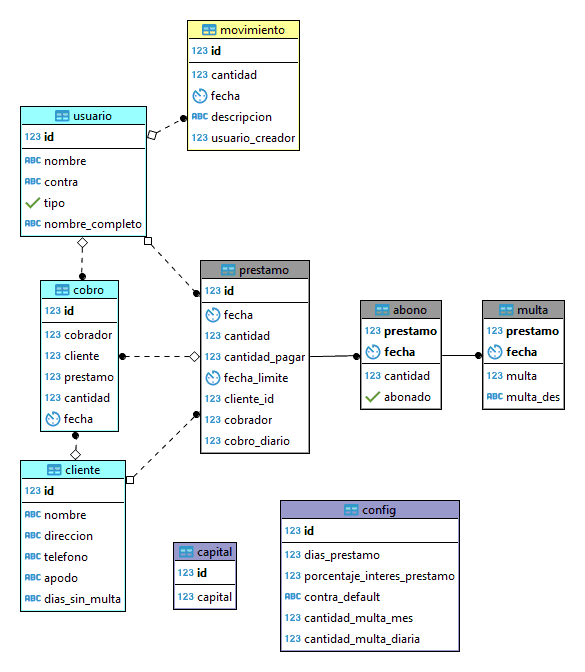 movimiento
123 id
123 cantidad
fecha
ABC descripcion
123 usuario_creador
usuario
123 id
ABC nombre
ABC contra
tipo
ABC nombre_completo
prestamo
123 id
fecha
123 cantidad
123 cantidad_pagar
fecha_limite
123 cliente_id
123 cobrador
123 cobro_diario
cobro
123 id
123 cobrador
123 cliente
123 prestamo
123 cantidad
fecha
abono
123 prestamo
fecha
123 cantidad
abonado
multa
123 prestamo
fecha
123 multa
ABC multa_des
cliente
123 id
ABC nombre
ABC direccion
ABC telefono
ABC apodo
ABC dias_sin_multa
capital
123 id
123 capital
config
123 id
123 dias_prestamo
123 porcentaje_interes_prestamo
ABC contra_default
123 cantidad_multa_mes
123 cantidad_multa_diaria